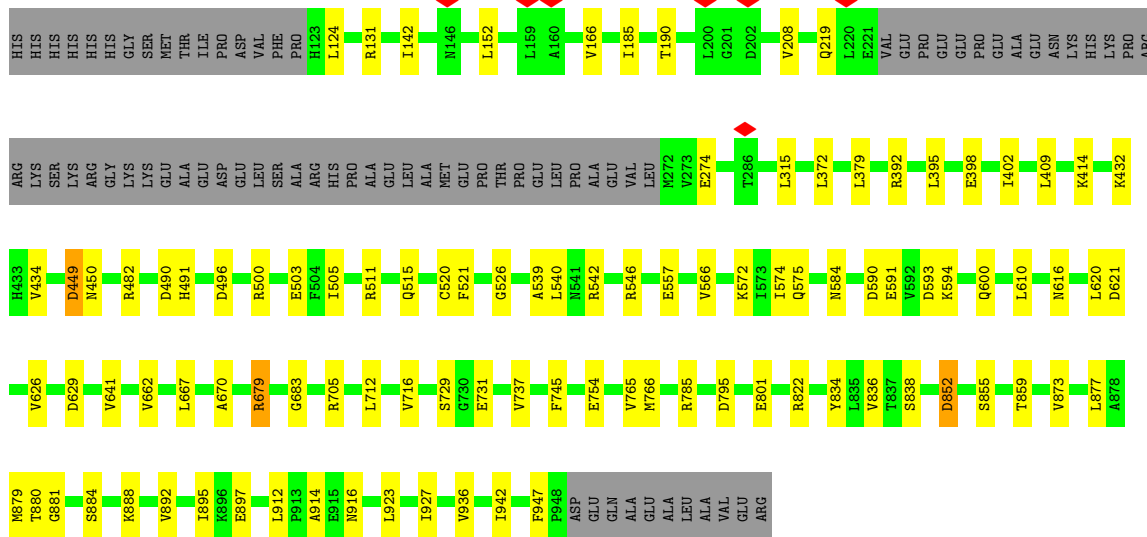 HIS HIS HIS HIS HIS HIS GLY SER MET THR ILE PRO ASP VAL PHE PRO H123 L124 R131 I142 N146 L152 L159 A160 V166 I185 T190 L200 G201 D202 V208 Q219 L220 E221 VAL GLU PRO GLU GLU PRO GLU ALA GLU ASN LYS HIS LYS PRO
ARG LYS SER LYS ARG GLY LYS LYS GLU ALA GLU ASP GLU LEU SER ALA ARG HIS PRO ALA GLU LEU ALA MET GLU PRO THR PRO GLU LEU PRO ALA GLU VAL LEU M272 V273 E274 T286 L315 L372 L379 R392 L395 E398 I402 L409 K414 K432
H433 V434 D449 N450 R482 D490 H491 D496 R500 E503 F504 I505 R511 Q515 C520 F521 G526 A539 L540 N541 R542 R546 E557 V566 K572 I573 I574 Q575 N584 D590 E591 V592 D593 K594 Q600 L610 N616 L620 D621
V626 D629 V641 V662 L667 A670 R679 G683 R705 L712 V716 S729 G730 E731 V737 F745 E754 V765 M766 R785 D795 E801 R822 Y834 L835 V836 T837 S838 D852 S855 T859 V873 L877 A878
M879 T880 G881 S884 K888 V892 I895 K896 E897 L912 P913 A914 E915 N916 L923 I927 V936 I942 F947 P948 ASP GLU GLN ALA GLU ALA LEU ALA VAL GLU ARG